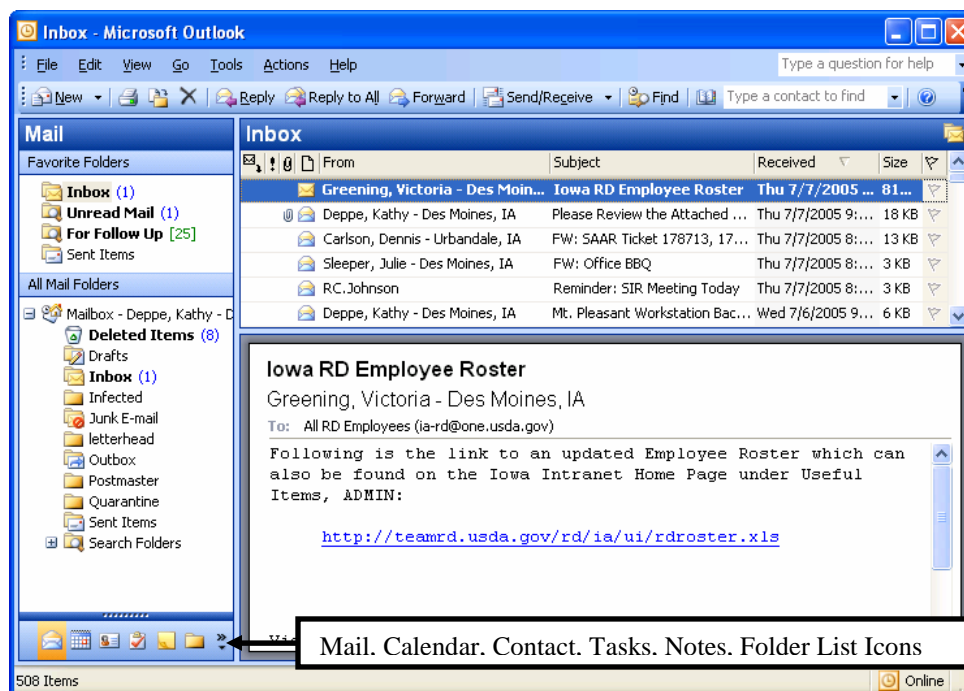 Inbox - Microsoft Outlook
File Edit View Go Tools Actions Help Type a question for help
New Reply Reply to All Forward Send/Receive Find Type a contact to find
Mail
Favorite Folders
Inbox (1)
Unread Mail (1)
For Follow Up [25]
Sent Items
All Mail Folders
Mailbox - Deppe, Kathy - D
Deleted Items (8)
Drafts
Inbox (1)
Infected
Junk E-mail
letterhead
Outbox
Postmaster
Quarantine
Sent Items
Search Folders
Inbox
From Subject Received Size
Greening, Victoria - Des Moin... Iowa RD Employee Roster Thu 7/7/2005 ... 81...
Deppe, Kathy - Des Moines, IA Please Review the Attached ... Thu 7/7/2005 9:... 18 KB
Carlson, Dennis - Urbandale, IA FW: SAAR Ticket 178713, 17... Thu 7/7/2005 8:... 13 KB
Sleeper, Julie - Des Moines, IA FW: Office BBQ Thu 7/7/2005 8:... 3 KB
RC.Johnson Reminder: SIR Meeting Today Thu 7/7/2005 8:... 3 KB
Deppe, Kathy - Des Moines, IA Mt. Pleasant Workstation Bac... Wed 7/6/2005 9... 6 KB
Iowa RD Employee Roster
Greening, Victoria - Des Moines, IA
To: All RD Employees (ia-rd@one.usda.gov)
Following is the link to an updated Employee Roster which can
also be found on the Iowa Intranet Home Page under Useful
Items, ADMIN:
http://teamrd.usda.gov/rd/ia/ui/rdroster.xls
Mail, Calendar, Contact, Tasks, Notes, Folder List Icons
508 Items Online